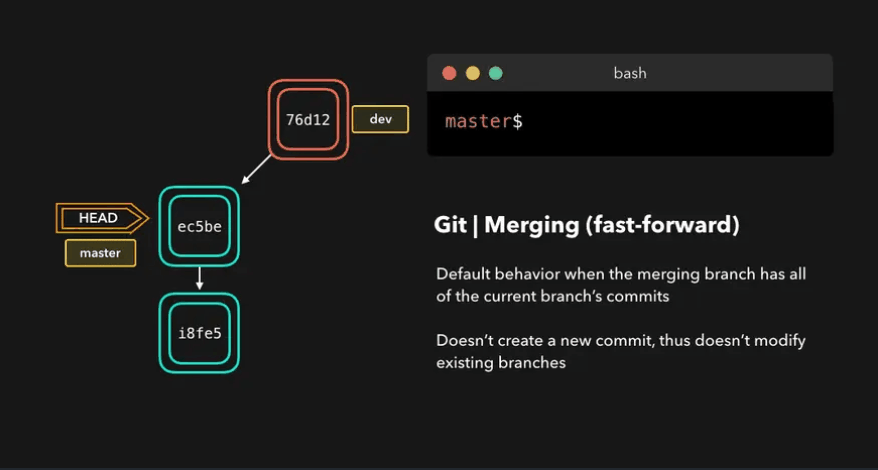 bash
master$
76d12
dev
HEAD
master
ec5be
i8fe5
Git | Merging (fast-forward)
Default behavior when the merging branch has all
of the current branch’s commits
Doesn’t create a new commit, thus doesn’t modify
existing branches